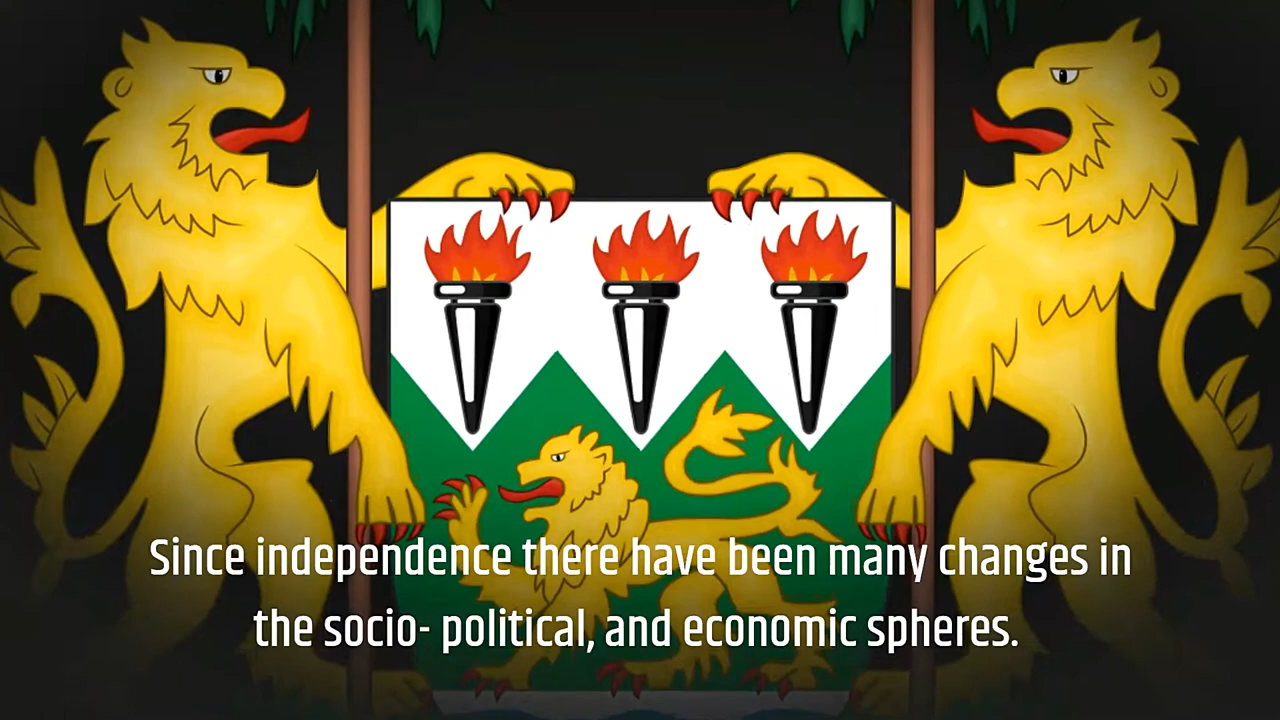 Since independence there have been many changes in
the socio- political, and economic spheres.